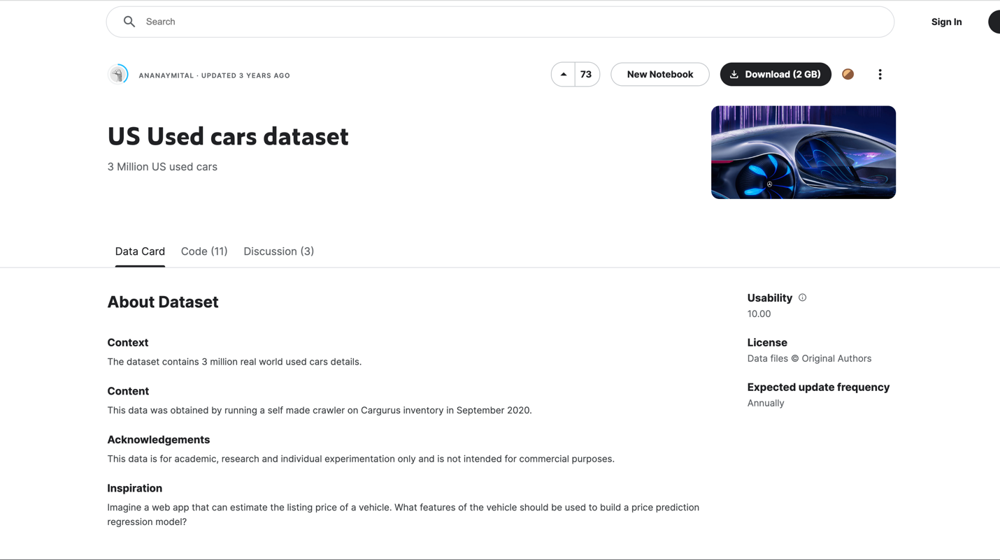 Search
Sign In
ANANAYMITAL · UPDATED 3 YEARS AGO
73
New Notebook
Download (2 GB)
US Used cars dataset
3 Million US used cars
Data Card
Code (11)
Discussion (3)
About Dataset
Context
The dataset contains 3 million real world used cars details.
Content
This data was obtained by running a self made crawler on Cargurus inventory in September 2020.
Acknowledgements
This data is for academic, research and individual experimentation only and is not intended for commercial purposes.
Inspiration
Imagine a web app that can estimate the listing price of a vehicle. What features of the vehicle should be used to build a price prediction
regression model?
Usability
10.00
License
Data files © Original Authors
Expected update frequency
Annually